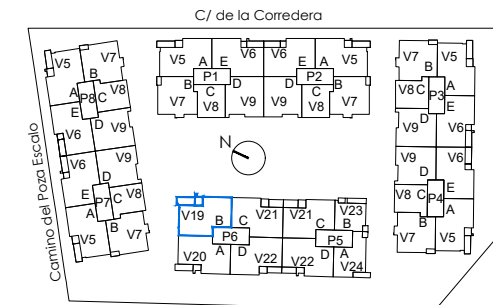 C/ de la Corredera
Camino del Poza Escalo
V5 V7 B A P8 C V8 E D V6 V9
V6 V9 D E P7 C V8 A B V5 V7
V5 A E V6 B P1 D C V7 V8 V9
V6 E A V5 D P2 B C V9 V8 V7
V7 V5 B A V8 C P3 E D V9 V6
V9 V6 D E V8 C P4 A B V7 V5
N
V19 B C V21 P6 V20 A D V22
V21 C B V23 P5 V22 D A V24